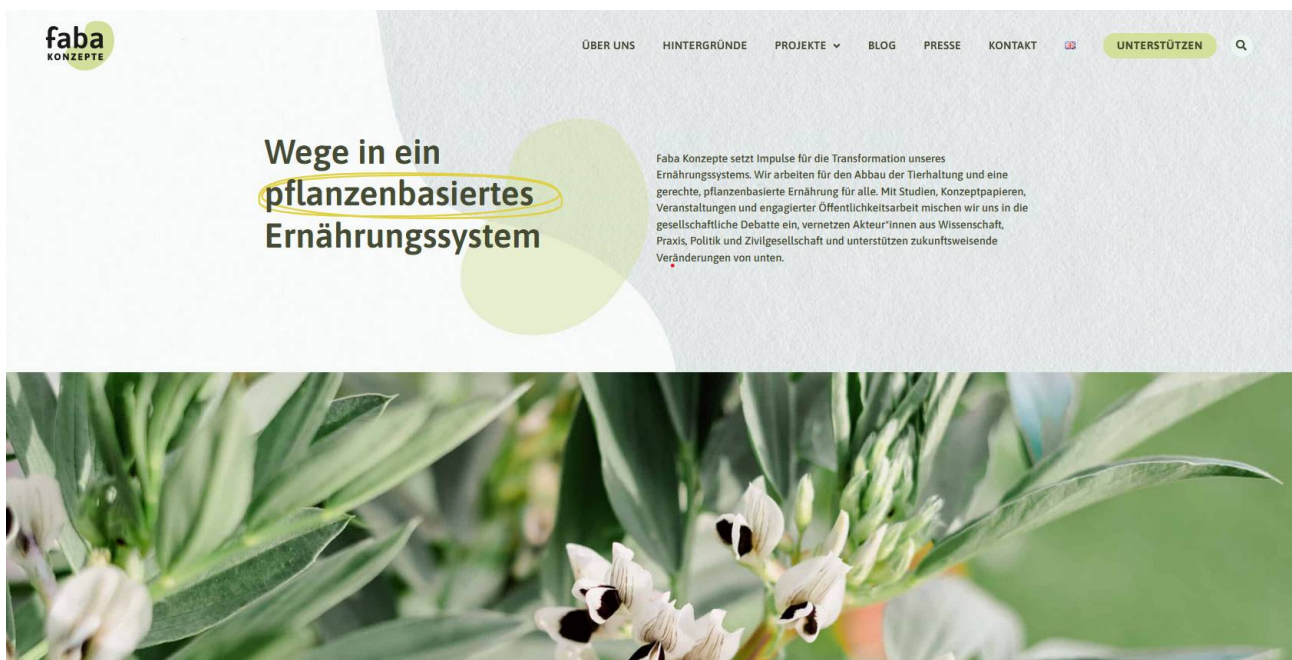 faba
KONZEPTE
ÜBER UNS HINTERGRÜNDE PROJEKTE BLOG PRESSE KONTAKT UNTERSTÜTZEN
Wege in ein
pflanzenbasiertes
Ernährungssystem
Faba Konzepte setzt Impulse für die Transformation unseres
Ernährungssystems. Wir arbeiten für den Abbau der Tierhaltung und eine
gerechte, pflanzenbasierte Ernährung für alle. Mit Studien, Konzeptpapieren,
Veranstaltungen und engagierter Öffentlichkeitsarbeit mischen wir uns in die
gesellschaftliche Debatte ein, vernetzen Akteur*innen aus Wissenschaft,
Praxis, Politik und Zivilgesellschaft und unterstützen zukunftsweisende
Veränderungen von unten.